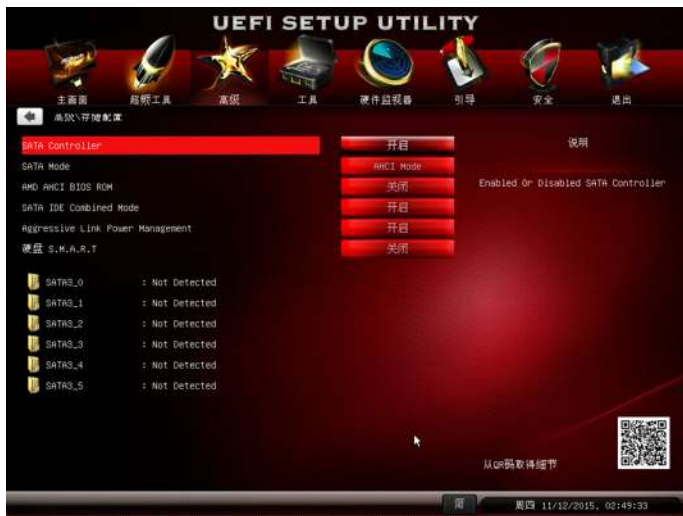 UEFI SETUP UTILITY
主画面 超频工具 高级 工具 硬件监视器 引导 安全 退出
高级\存储配置
SATA Controller 开启 说明
SATA Mode AHCI Mode
AMD AHCI BIOS ROM 关闭 Enabled Or Disabled SATA Controller
SATA IDE Combined Mode 开启
Aggressive Link Power Management 开启
硬盘 S.M.A.R.T 关闭
SATA3_0 : Not Detected
SATA3_1 : Not Detected
SATA3_2 : Not Detected
SATA3_3 : Not Detected
SATA3_4 : Not Detected
SATA3_5 : Not Detected
从QR码取得细节
简 周四 11/12/2015, 02:49:33